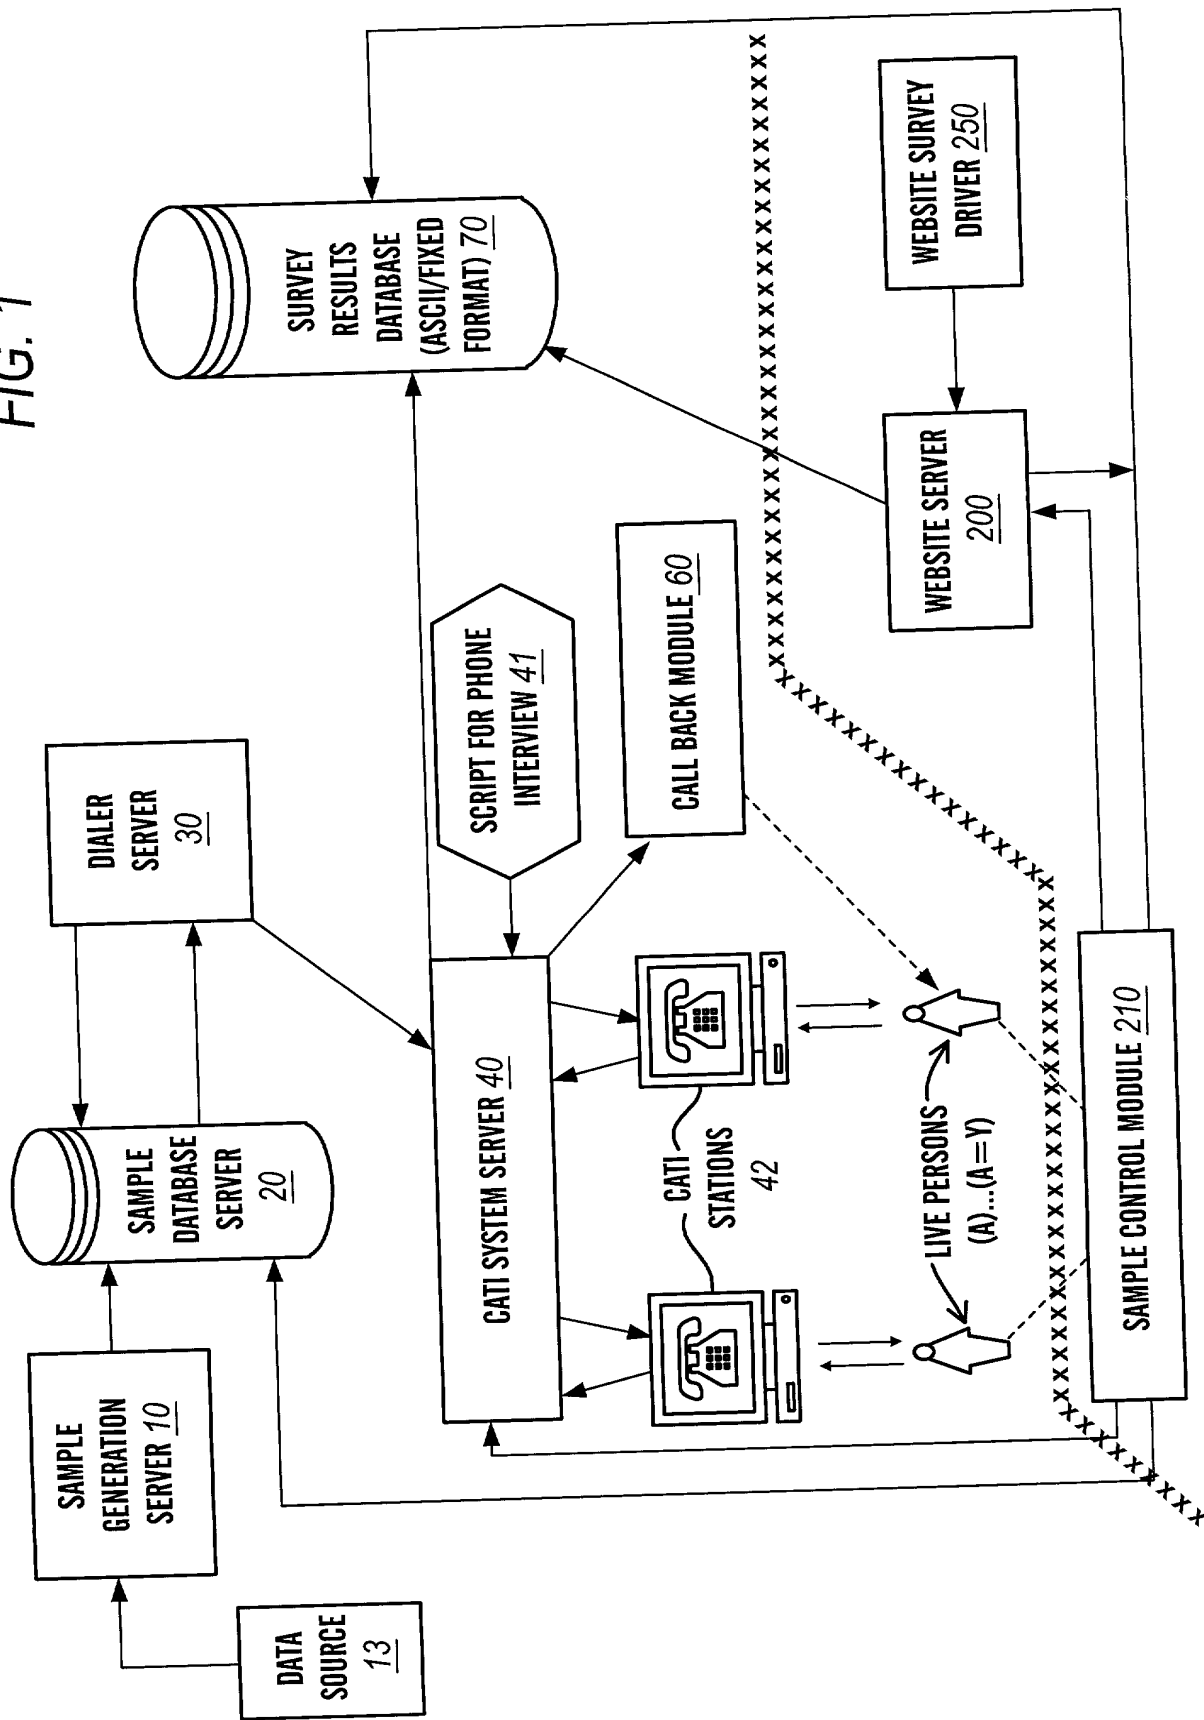 FIG. 1
DATA
SOURCE
13
SAMPLE
GENERATION
SERVER 10
SAMPLE
DATABASE
SERVER
20
DIALER
SERVER
30
CATI SYSTEM SERVER 40
SCRIPT FOR PHONE
INTERVIEW 41
CALL BACK MODULE 60
CATI
STATIONS
42
LIVE PERSONS
(A)...(A=Y)
SURVEY
RESULTS
DATABASE
(ASCII/FIXED
FORMAT) 70
xxxxxxxxxxxxxxxxxxxxxxxxxxxxxxxxxxxxxxxx
SAMPLE CONTROL MODULE 210
WEBSITE SERVER
200
WEBSITE SURVEY
DRIVER 250